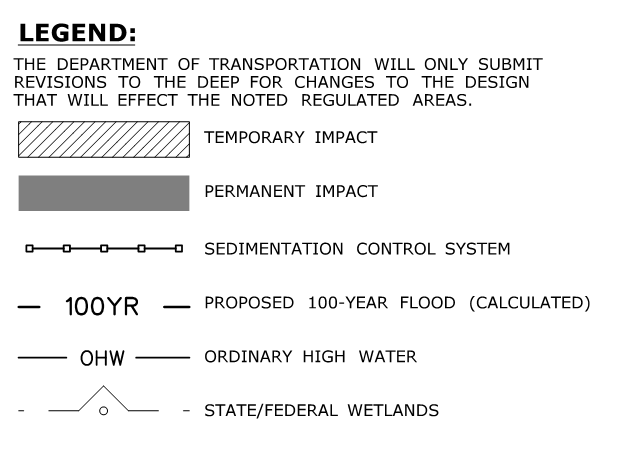 LEGEND:
THE DEPARTMENT OF TRANSPORTATION WILL ONLY SUBMIT
REVISIONS TO THE DEEP FOR CHANGES TO THE DESIGN
THAT WILL EFFECT THE NOTED REGULATED AREAS.
TEMPORARY IMPACT
PERMANENT IMPACT
SEDIMENTATION CONTROL SYSTEM
100YR PROPOSED 100-YEAR FLOOD (CALCULATED)
OHW ORDINARY HIGH WATER
STATE/FEDERAL WETLANDS